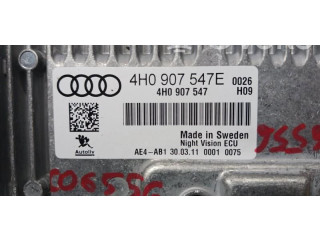 4H0 907 547E 0026
4H0 907 547 H09
Made in Sweden
Night Vision ECU
Autoliv
AE4-AB1 30.03.11 0001 0075